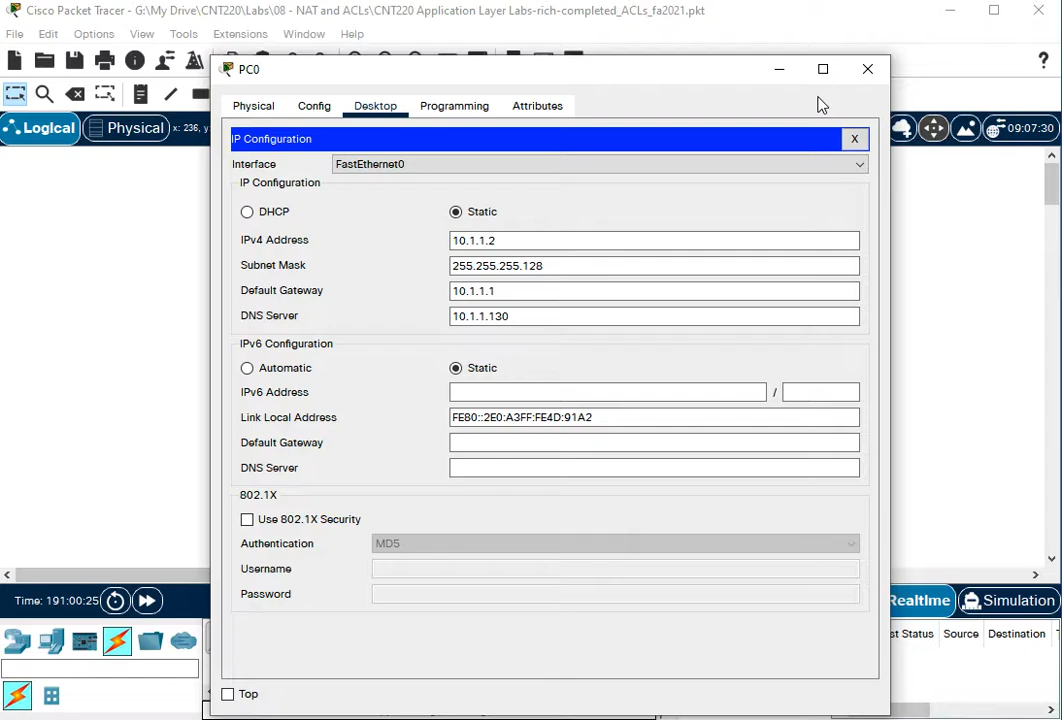 Cisco Packet Tracer - G:\My Drive\CNT220\Labs\08 - NAT and ACLs\CNT220 Application Layer Labs-rich-completed_ACLs_fa2021.pkt
File Edit Options View Tools Extensions Window Help
PC0
Physical Config Desktop Programming Attributes
Logical Physical x: 236, y 09:07:30
IP Configuration X
Interface FastEthernet0
IP Configuration
DHCP Static
IPv4 Address 10.1.1.2
Subnet Mask 255.255.255.128
Default Gateway 10.1.1.1
DNS Server 10.1.1.130
IPv6 Configuration
Automatic Static
IPv6 Address /
Link Local Address FE80::2E0:A3FF:FE4D:91A2
Default Gateway
DNS Server
802.1X
Use 802.1X Security
Authentication MD5
Username
Password
Time: 191:00:25 Realtime Simulation
st Status Source Destination
Top